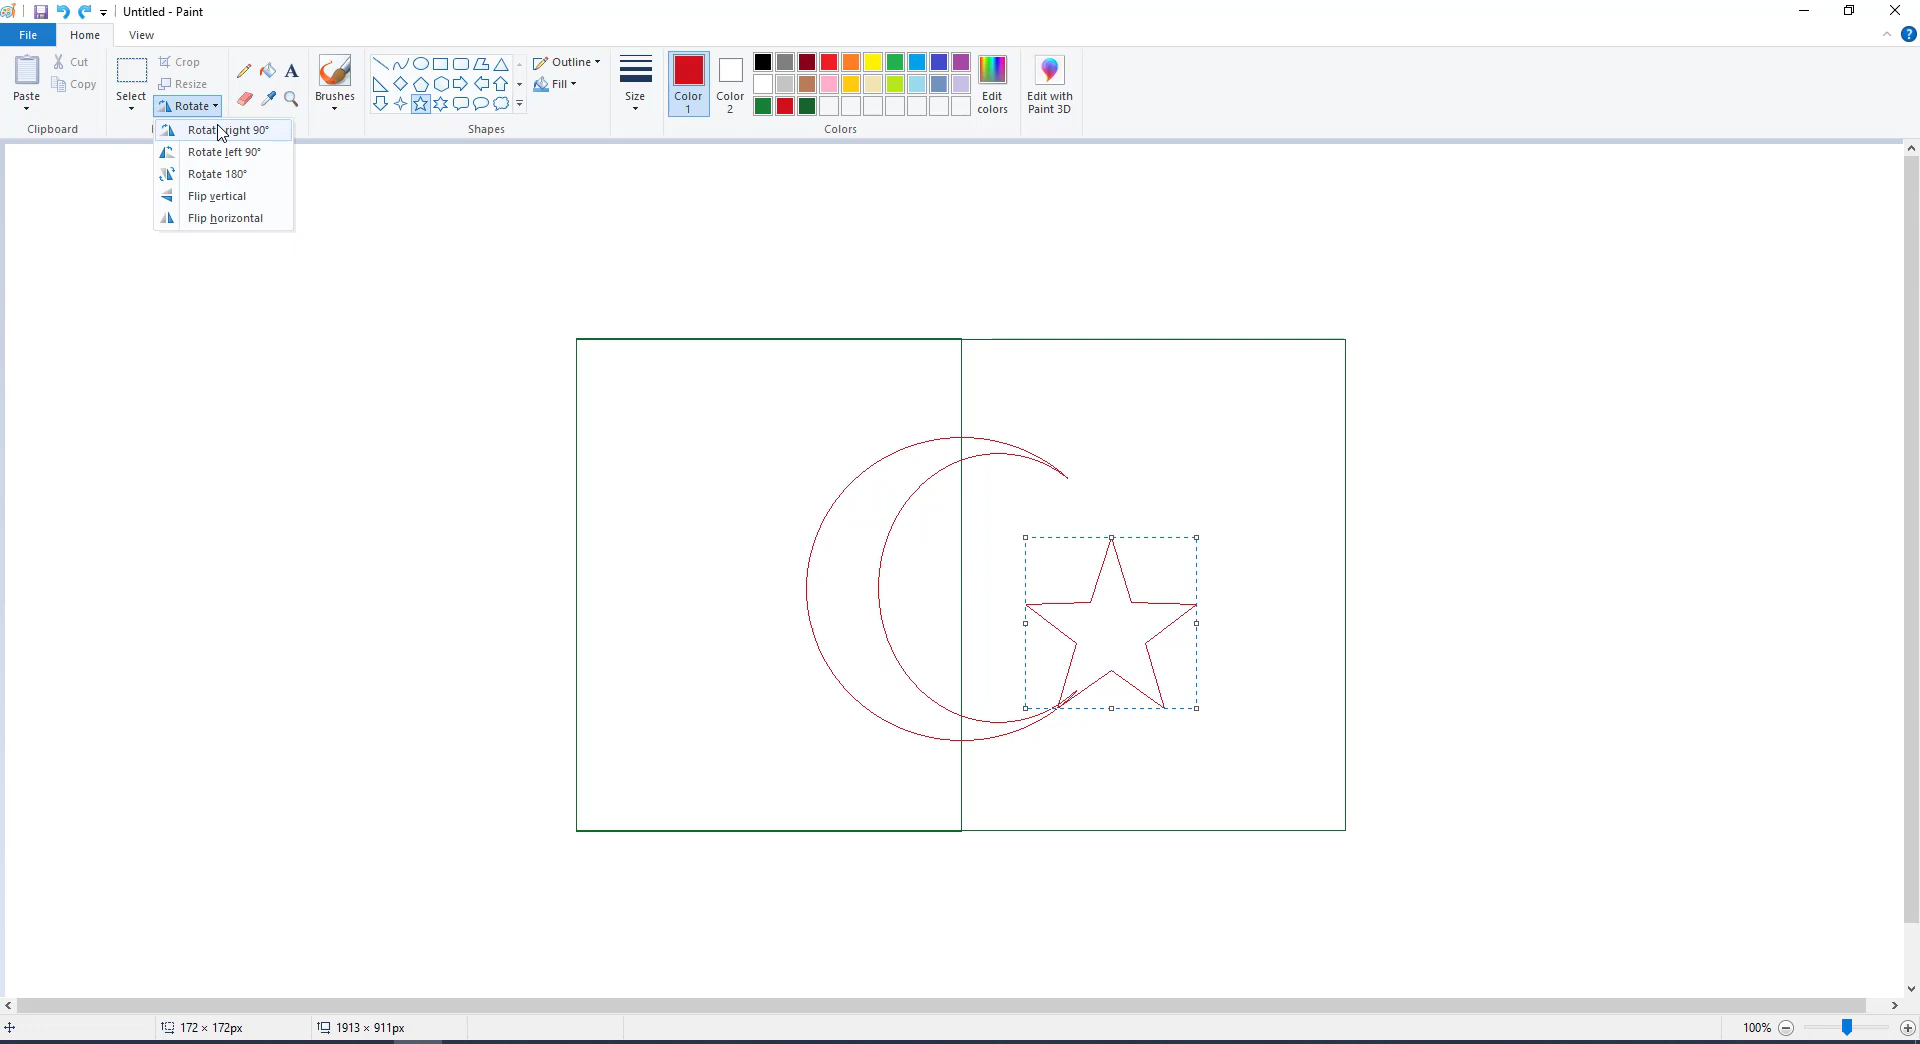 Untitled - Paint
File Home View
Paste
Cut
Copy
Clipboard
Select
Crop
Resize
Rotate
Rotate right 90°
Rotate left 90°
Rotate 180°
Flip vertical
Flip horizontal
A
Brushes
Outline
Fill
Shapes
Size
Color 1
Color 2
Edit colors
Colors
Edit with Paint 3D
?
172 × 172px
1913 × 911px
100%